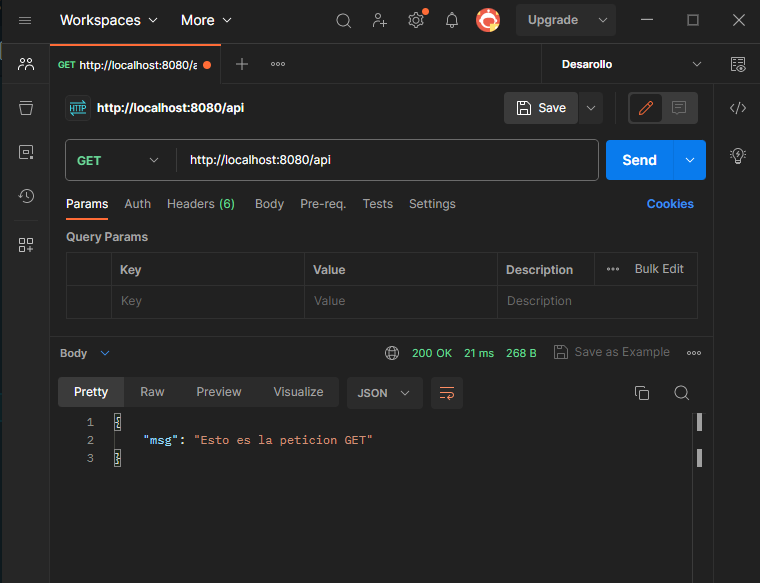 Workspaces More Upgrade
GET http://localhost:8080/a Desarollo
HTTP http://localhost:8080/api Save
GET http://localhost:8080/api Send
Params Auth Headers (6) Body Pre-req. Tests Settings Cookies
Query Params
Key Value Description Bulk Edit
Key Value Description
Body 200 OK 21 ms 268 B Save as Example
Pretty Raw Preview Visualize JSON
1 {
2 "msg": "Esto es la peticion GET"
3 }